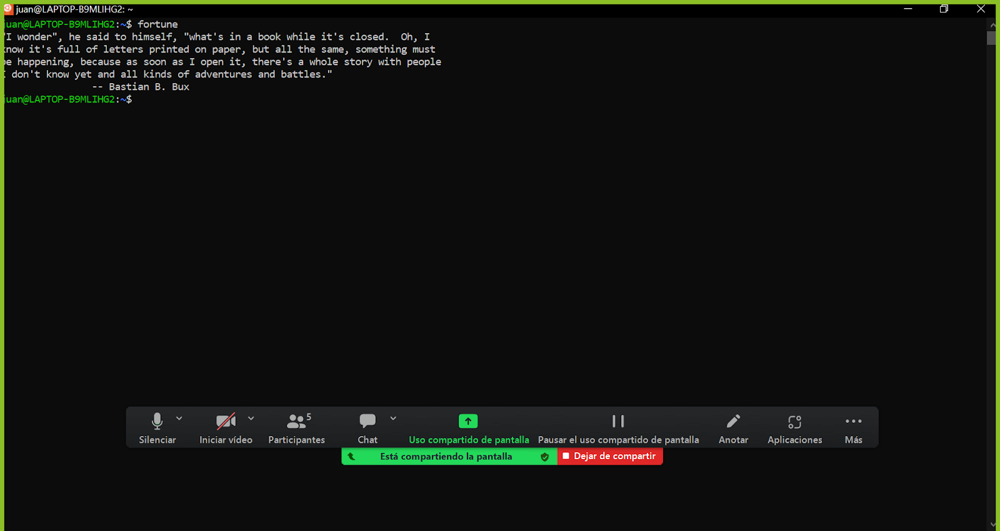 juan@LAPTOP-B9MLIHG2: ~
juan@LAPTOP-B9MLIHG2:~$ fortune
"I wonder", he said to himself, "what's in a book while it's closed.  Oh, I
know it's full of letters printed on paper, but all the same, something must
be happening, because as soon as I open it, there's a whole story with people
I don't know yet and all kinds of adventures and battles."
-- Bastian B. Bux
juan@LAPTOP-B9MLIHG2:~$
5
Silenciar
Iniciar vídeo
Participantes
Chat
Uso compartido de pantalla
Pausar el uso compartido de pantalla
Anotar
Aplicaciones
Más
Está compartiendo la pantalla
Dejar de compartir